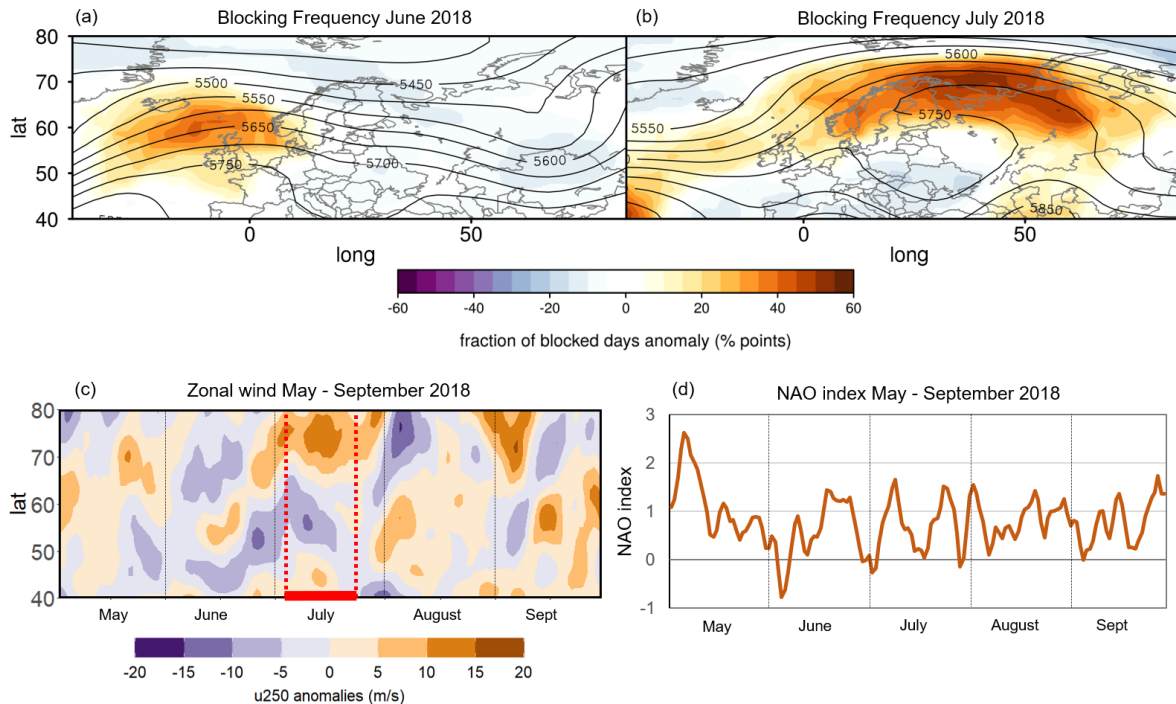 (a) Blocking Frequency June 2018
(b) Blocking Frequency July 2018
80
70
60
50
40
lat
5500
5450
5550
5650
5750
5700
5600
5600
5550
5750
5850
0
50
0
50
long
long
-60 -40 -20 0 20 40 60
fraction of blocked days anomaly (% points)
(c) Zonal wind May - September 2018
80
70
60
50
40
lat
May June July August Sept
-20 -15 -10 -5 0 5 10 15 20
u250 anomalies (m/s)
(d) NAO index May - September 2018
3
2
1
0
-1
NAO index
May June July August Sept